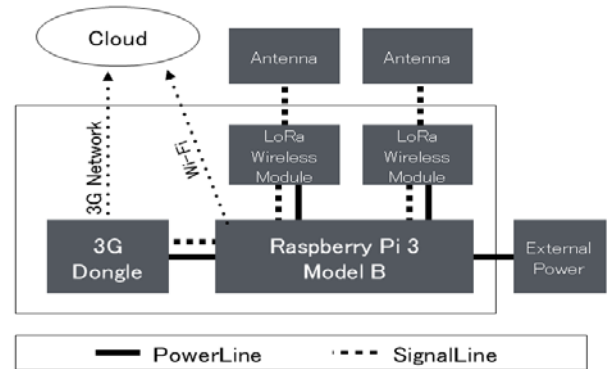 Cloud
Antenna
Antenna
3G Network
Wi-Fi
LoRa
Wireless
Module
LoRa
Wireless
Module
3G
Dongle
Raspberry Pi 3
Model B
External
Power
PowerLine
SignalLine